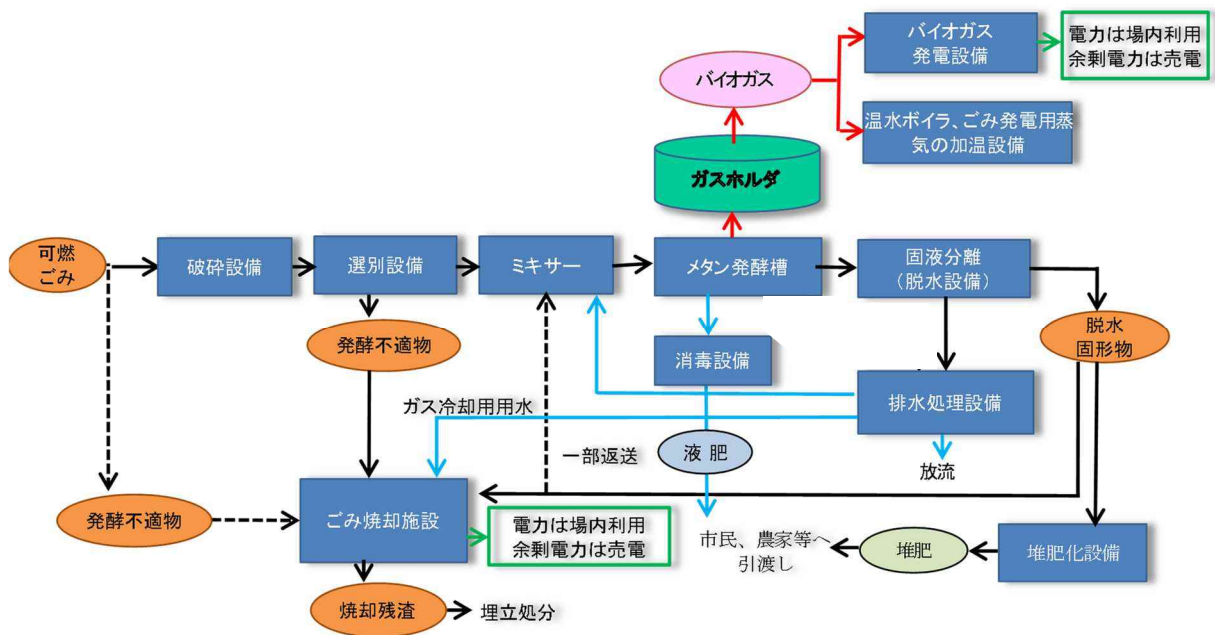 バイオガス
発電設備
電力は場内利用
余剰電力は売電
バイオガス
温水ボイラ、ごみ発電用蒸
気の加温設備
ガスホルダ
可燃
ごみ
破砕設備
選別設備
ミキサー
メタン発酵槽
固液分離
(脱水設備)
発酵不適物
消毒設備
脱水
固形物
ガス冷却用用水
排水処理設備
一部返送
液 肥
放流
発酵不適物
ごみ焼却施設
電力は場内利用
余剰電力は売電
市民、農家等へ
引渡し
堆肥
堆肥化設備
焼却残渣
埋立処分